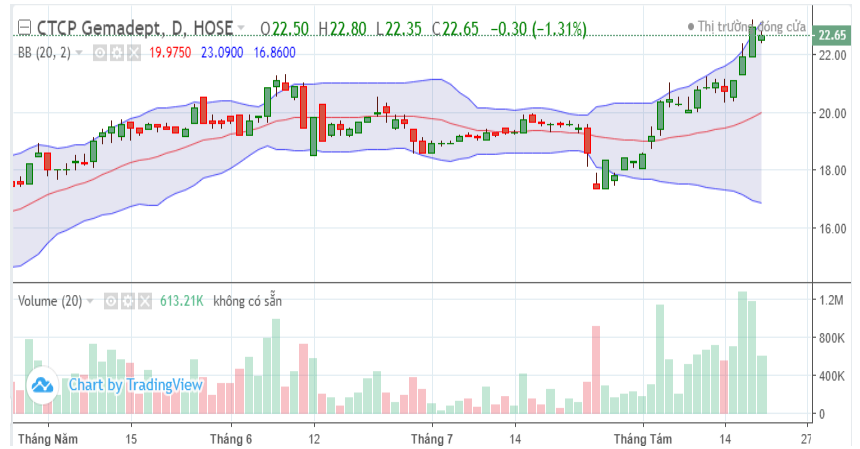 CTCP Gemadept, D, HOSE O22.50 H22.80 L22.35 C22.65 −0.30 (−1.31%)
Thị trường đóng cửa
BB (20, 2) 19.9750 23.0900 16.8600
22.65
22.00
20.00
18.00
16.00
Volume (20) 613.21K không có sẵn
1.2M
800K
400K
0
Chart by TradingView
Tháng Năm 15 Tháng 6 12 Tháng 7 14 Tháng Tám 14 27